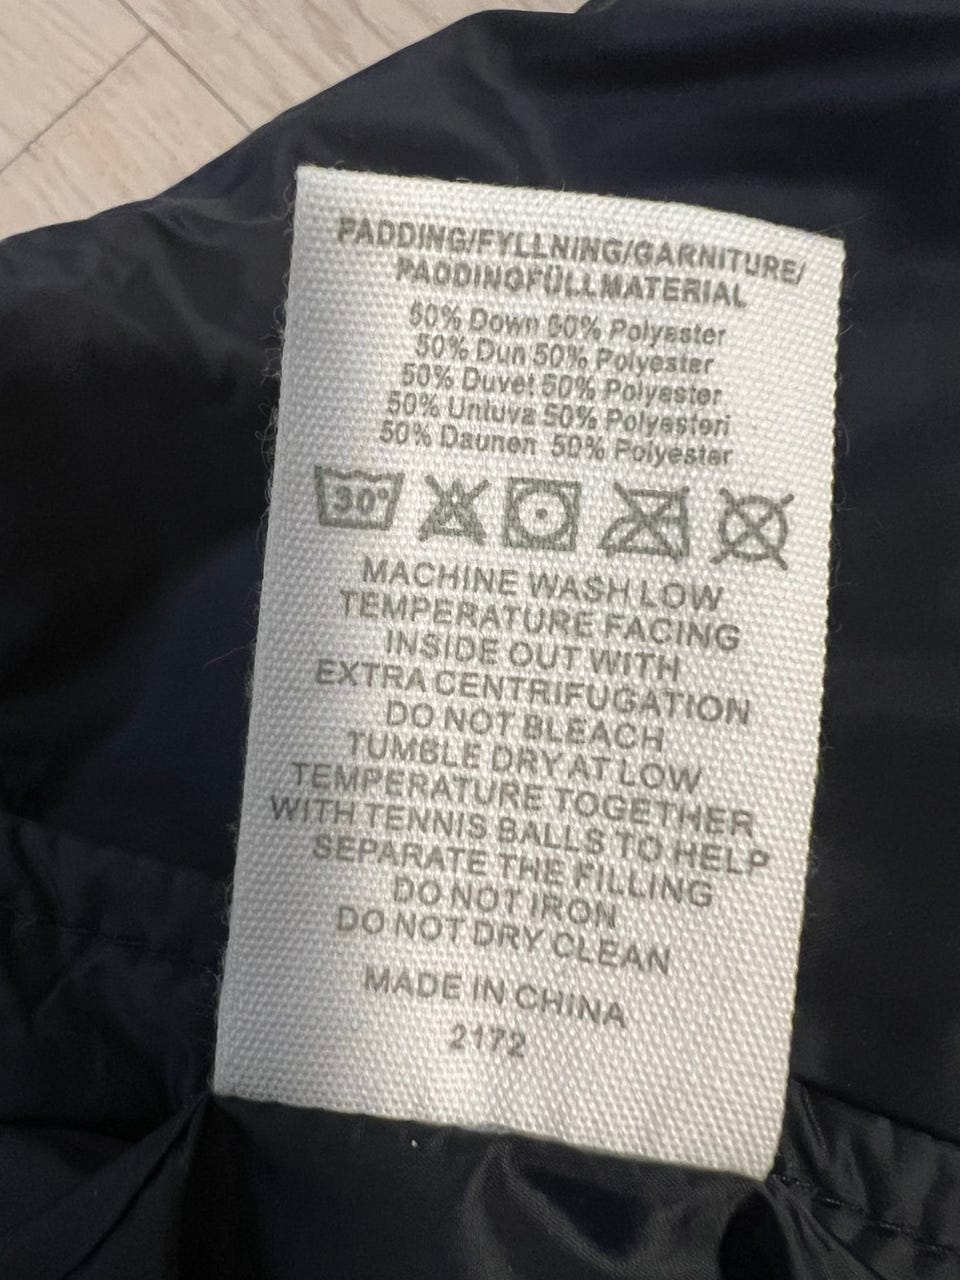 PADDING/FYLLNING/GARNITURE/
PADDINGFÜLLMATERIAL
50% Down 50% Polyester
50% Dun 50% Polyester
50% Duvet 50% Polyester
50% Untuva 50% Polyesteri
50% Daunen 50% Polyester
30°
MACHINE WASH LOW
TEMPERATURE FACING
INSIDE OUT WITH
EXTRA CENTRIFUGATION
DO NOT BLEACH
TUMBLE DRY AT LOW
TEMPERATURE TOGETHER
WITH TENNIS BALLS TO HELP
SEPARATE THE FILLING
DO NOT IRON
DO NOT DRY CLEAN
MADE IN CHINA
2172